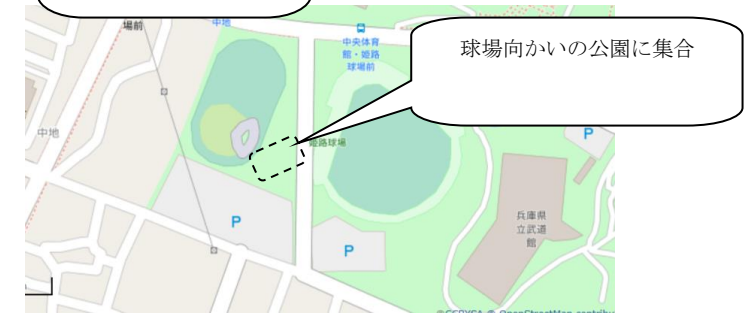 場前
中地
中央体育
館・姫路
球場前
球場向かいの公園に集合
中地
姫路球場
P
P
P
兵庫県
立武道
館